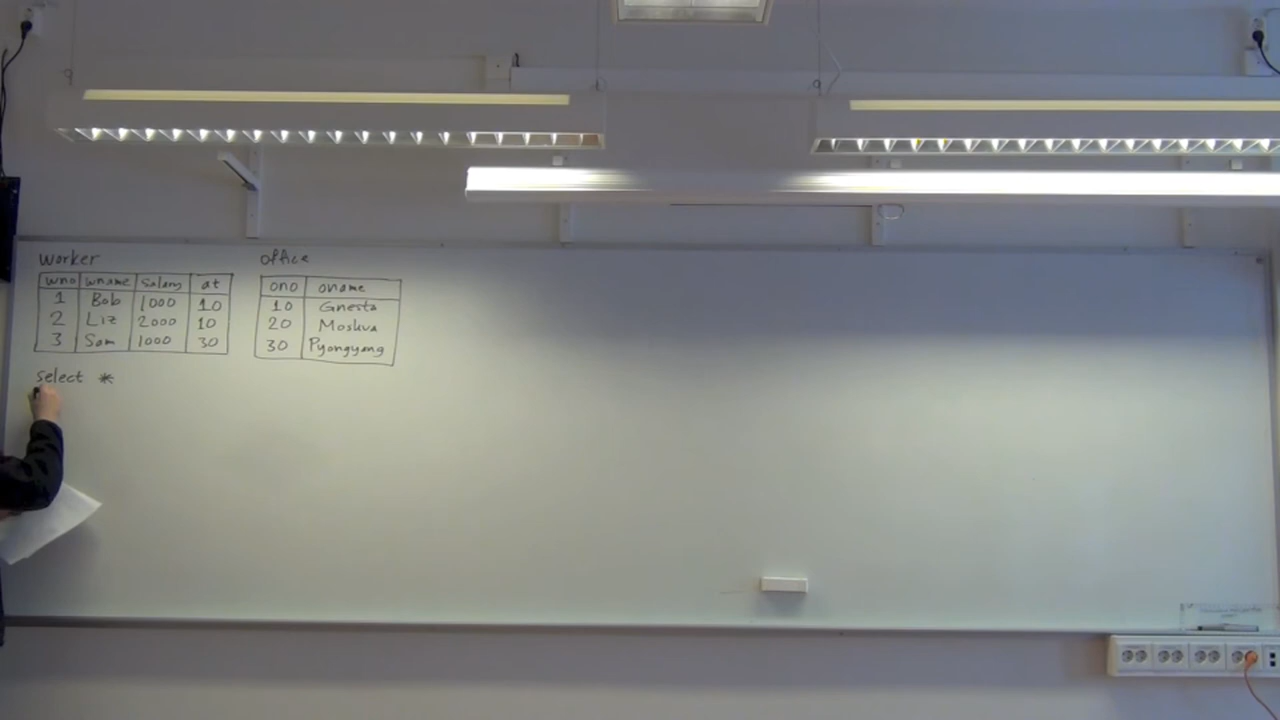 worker
wno wname salary at
1 Bob 1000 10
2 Liz 2000 10
3 Sam 1000 30
office
ono oname
10 Gnesta
20 Moskva
30 Pyongyang
select *